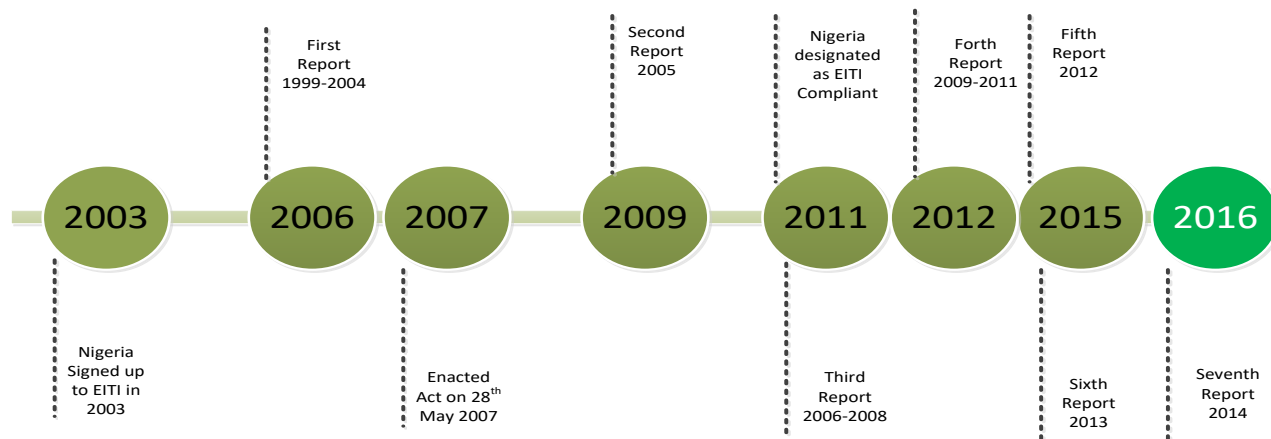 First
Report
1999-2004
Second
Report
2005
Nigeria
designated
as EITI
Compliant
Forth
Report
2009-2011
Fifth
Report
2012
2003
2006
2007
2009
2011
2012
2015
2016
Nigeria
Signed up
to EITI in
2003
Enacted
Act on 28th
May 2007
Third
Report
2006-2008
Sixth
Report
2013
Seventh
Report
2014